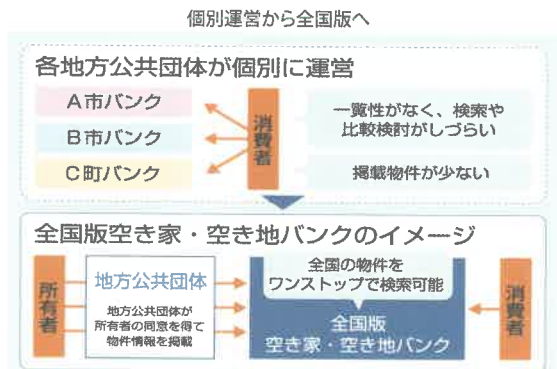 個別運営から全国版へ
各地方公共団体が個別に運営
A市バンク
B市バンク
C町バンク
消費者
一覧性がなく、検索や
比較検討がしづらい
掲載物件が少ない
全国版空き家・空き地バンクのイメージ
所有者
地方公共団体
地方公共団体が
所有者の同意を得て
物件情報を掲載
全国の物件を
ワンストップで検索可能
全国版
空き家・空き地バンク
消費者